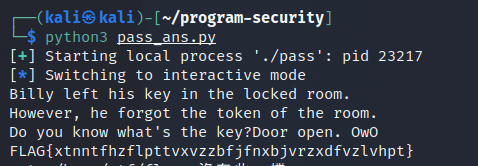 ┌──(kali㉿kali)-[~/program-security]
└─$ python3 pass_ans.py
[+] Starting local process './pass': pid 23217
[*] Switching to interactive mode
Billy left his key in the locked room.
However, he forgot the token of the room.
Do you know what's the key?Door open. OwO
FLAG{xtnntfhzflpttvxvzzbfjfnxbjvrzxdfvzlvhpt}